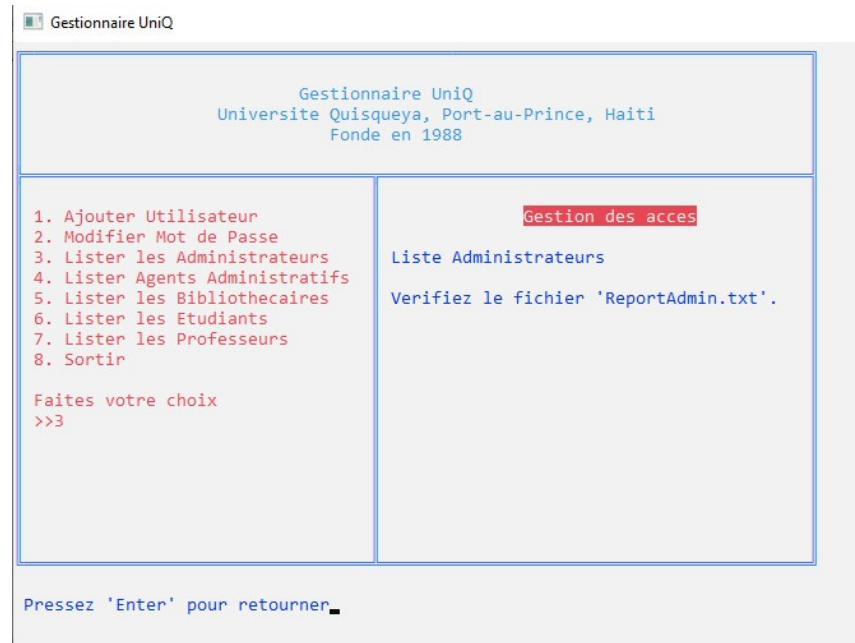 Gestionnaire UniQ
Gestionnaire UniQ
Universite Quisqueya, Port-au-Prince, Haiti
Fonde en 1988
1. Ajouter Utilisateur
2. Modifier Mot de Passe
3. Lister les Administrateurs
4. Lister Agents Administratifs
5. Lister les Bibliothecaires
6. Lister les Etudiants
7. Lister les Professeurs
8. Sortir
Faites votre choix
>>3
Gestion des acces
Liste Administrateurs
Verifiez le fichier 'ReportAdmin.txt'.
Pressez 'Enter' pour retourner